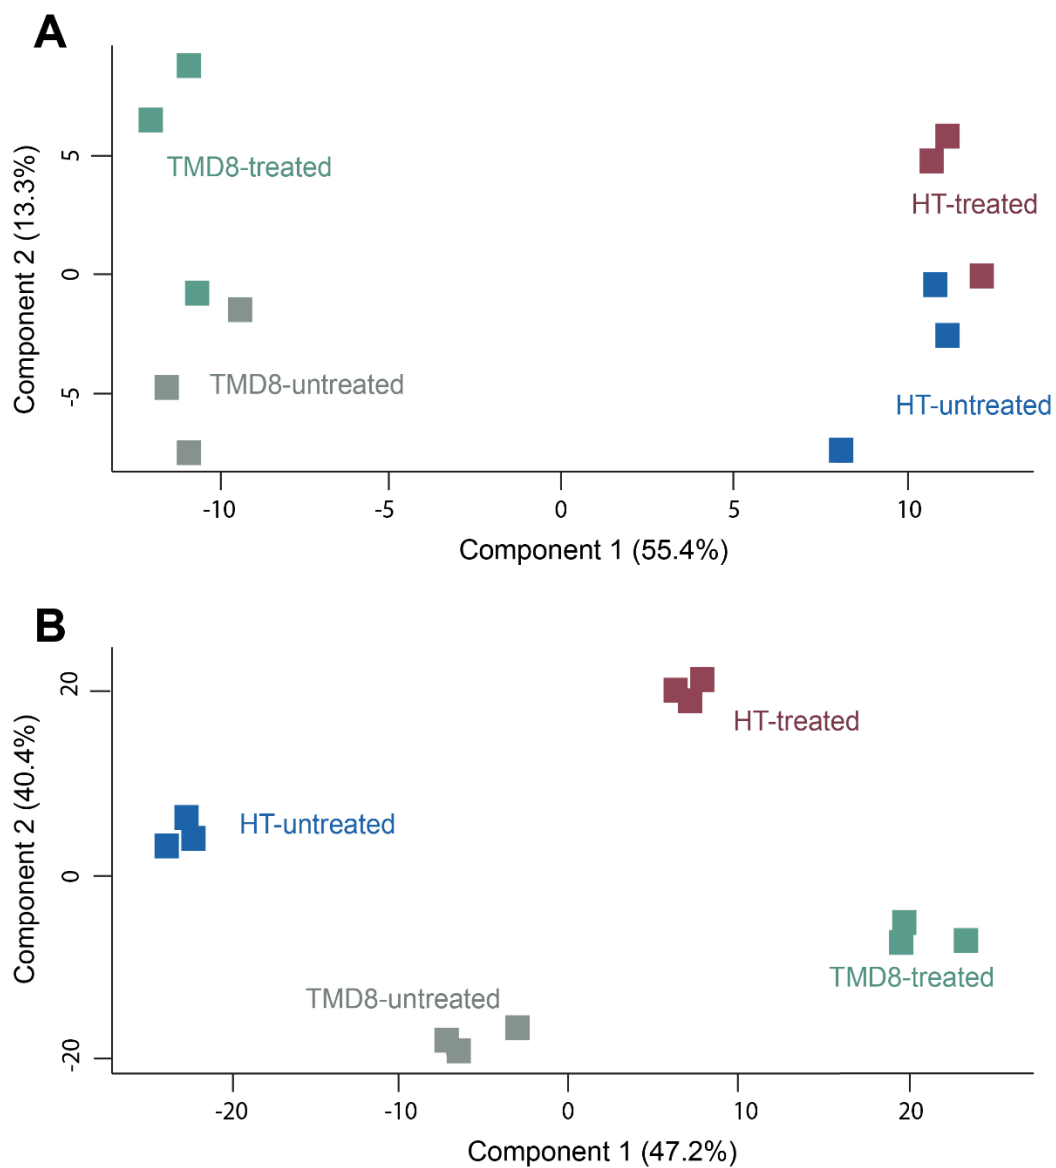 A
Component 2 (13.3%)
5
0
-5
TMD8-treated
TMD8-untreated
HT-treated
HT-untreated
-10
-5
0
5
10
Component 1 (55.4%)
B
Component 2 (40.4%)
20
0
-20
HT-treated
HT-untreated
TMD8-treated
TMD8-untreated
-20
-10
0
10
20
Component 1 (47.2%)